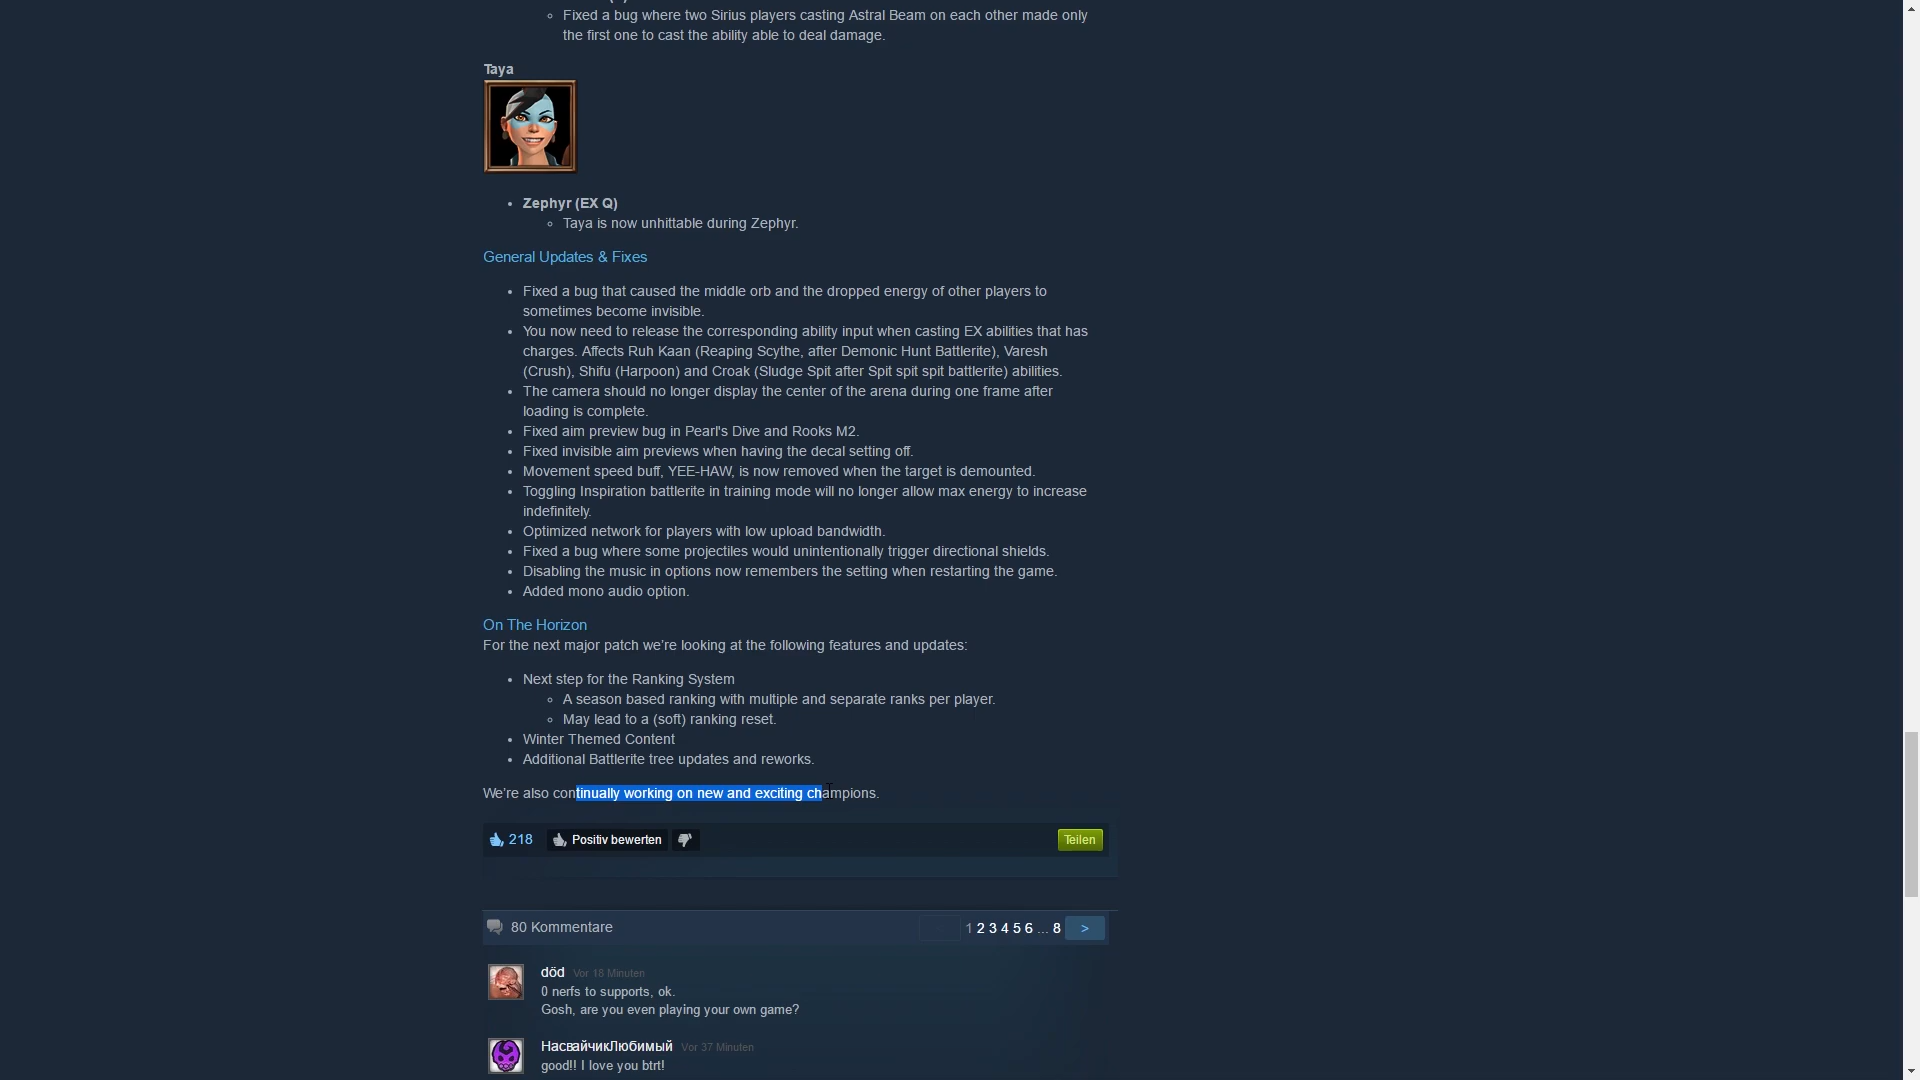 Fixed a bug where two Sirius players casting Astral Beam on each other made only
the first one to cast the ability able to deal damage.
Taya
Zephyr (EX Q)
Taya is now unhittable during Zephyr.
General Updates & Fixes
Fixed a bug that caused the middle orb and the dropped energy of other players to
sometimes become invisible.
You now need to release the corresponding ability input when casting EX abilities that has
charges. Affects Ruh Kaan (Reaping Scythe, after Demonic Hunt Battlerite), Varesh
(Crush), Shifu (Harpoon) and Croak (Sludge Spit after Spit spit spit battlerite) abilities.
The camera should no longer display the center of the arena during one frame after
loading is complete.
Fixed aim preview bug in Pearl's Dive and Rooks M2.
Fixed invisible aim previews when having the decal setting off.
Movement speed buff, YEE-HAW, is now removed when the target is demounted.
Toggling Inspiration battlerite in training mode will no longer allow max energy to increase
indefinitely.
Optimized network for players with low upload bandwidth.
Fixed a bug where some projectiles would unintentionally trigger directional shields.
Disabling the music in options now remembers the setting when restarting the game.
Added mono audio option.
On The Horizon
For the next major patch we're looking at the following features and updates:
Next step for the Ranking System
A season based ranking with multiple and separate ranks per player.
May lead to a (soft) ranking reset.
Winter Themed Content
Additional Battlerite tree updates and reworks.
We're also continually working on new and exciting champions.
218 Positiv bewerten Teilen
80 Kommentare 1 2 3 4 5 6 ... 8 >
död Vor 18 Minuten
0 nerfs to supports, ok.
Gosh, are you even playing your own game?
НасвайчикЛюбимый Vor 37 Minuten
good!! I love you btrt!